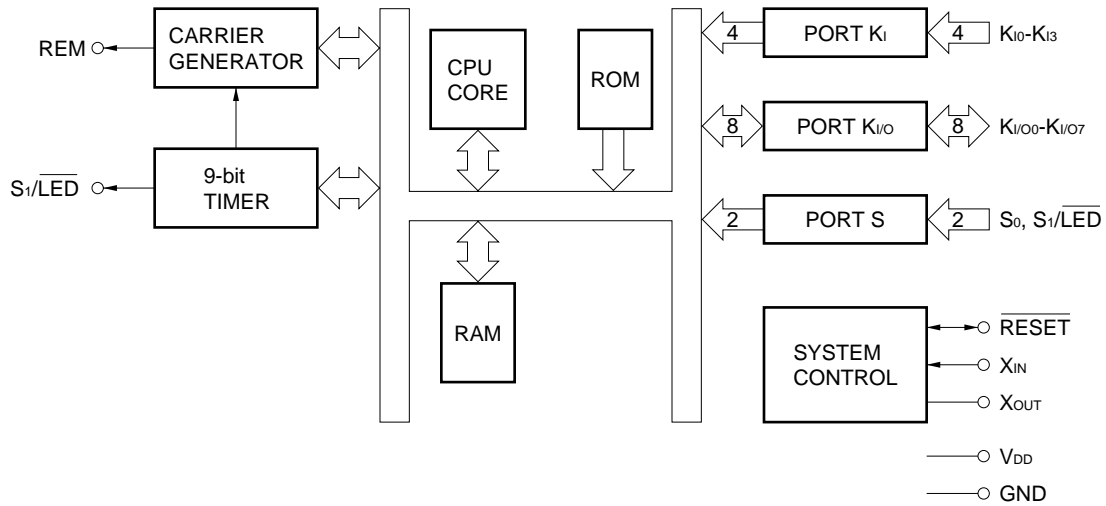 REM
CARRIER
GENERATOR
CPU
CORE
ROM
4
PORT KI
4
KI0-KI3
8
PORT KI/O
8
KI/O0-KI/O7
S1/LED
9-bit
TIMER
2
PORT S
2
S0, S1/LED
RAM
SYSTEM
CONTROL
RESET
XIN
XOUT
VDD
GND